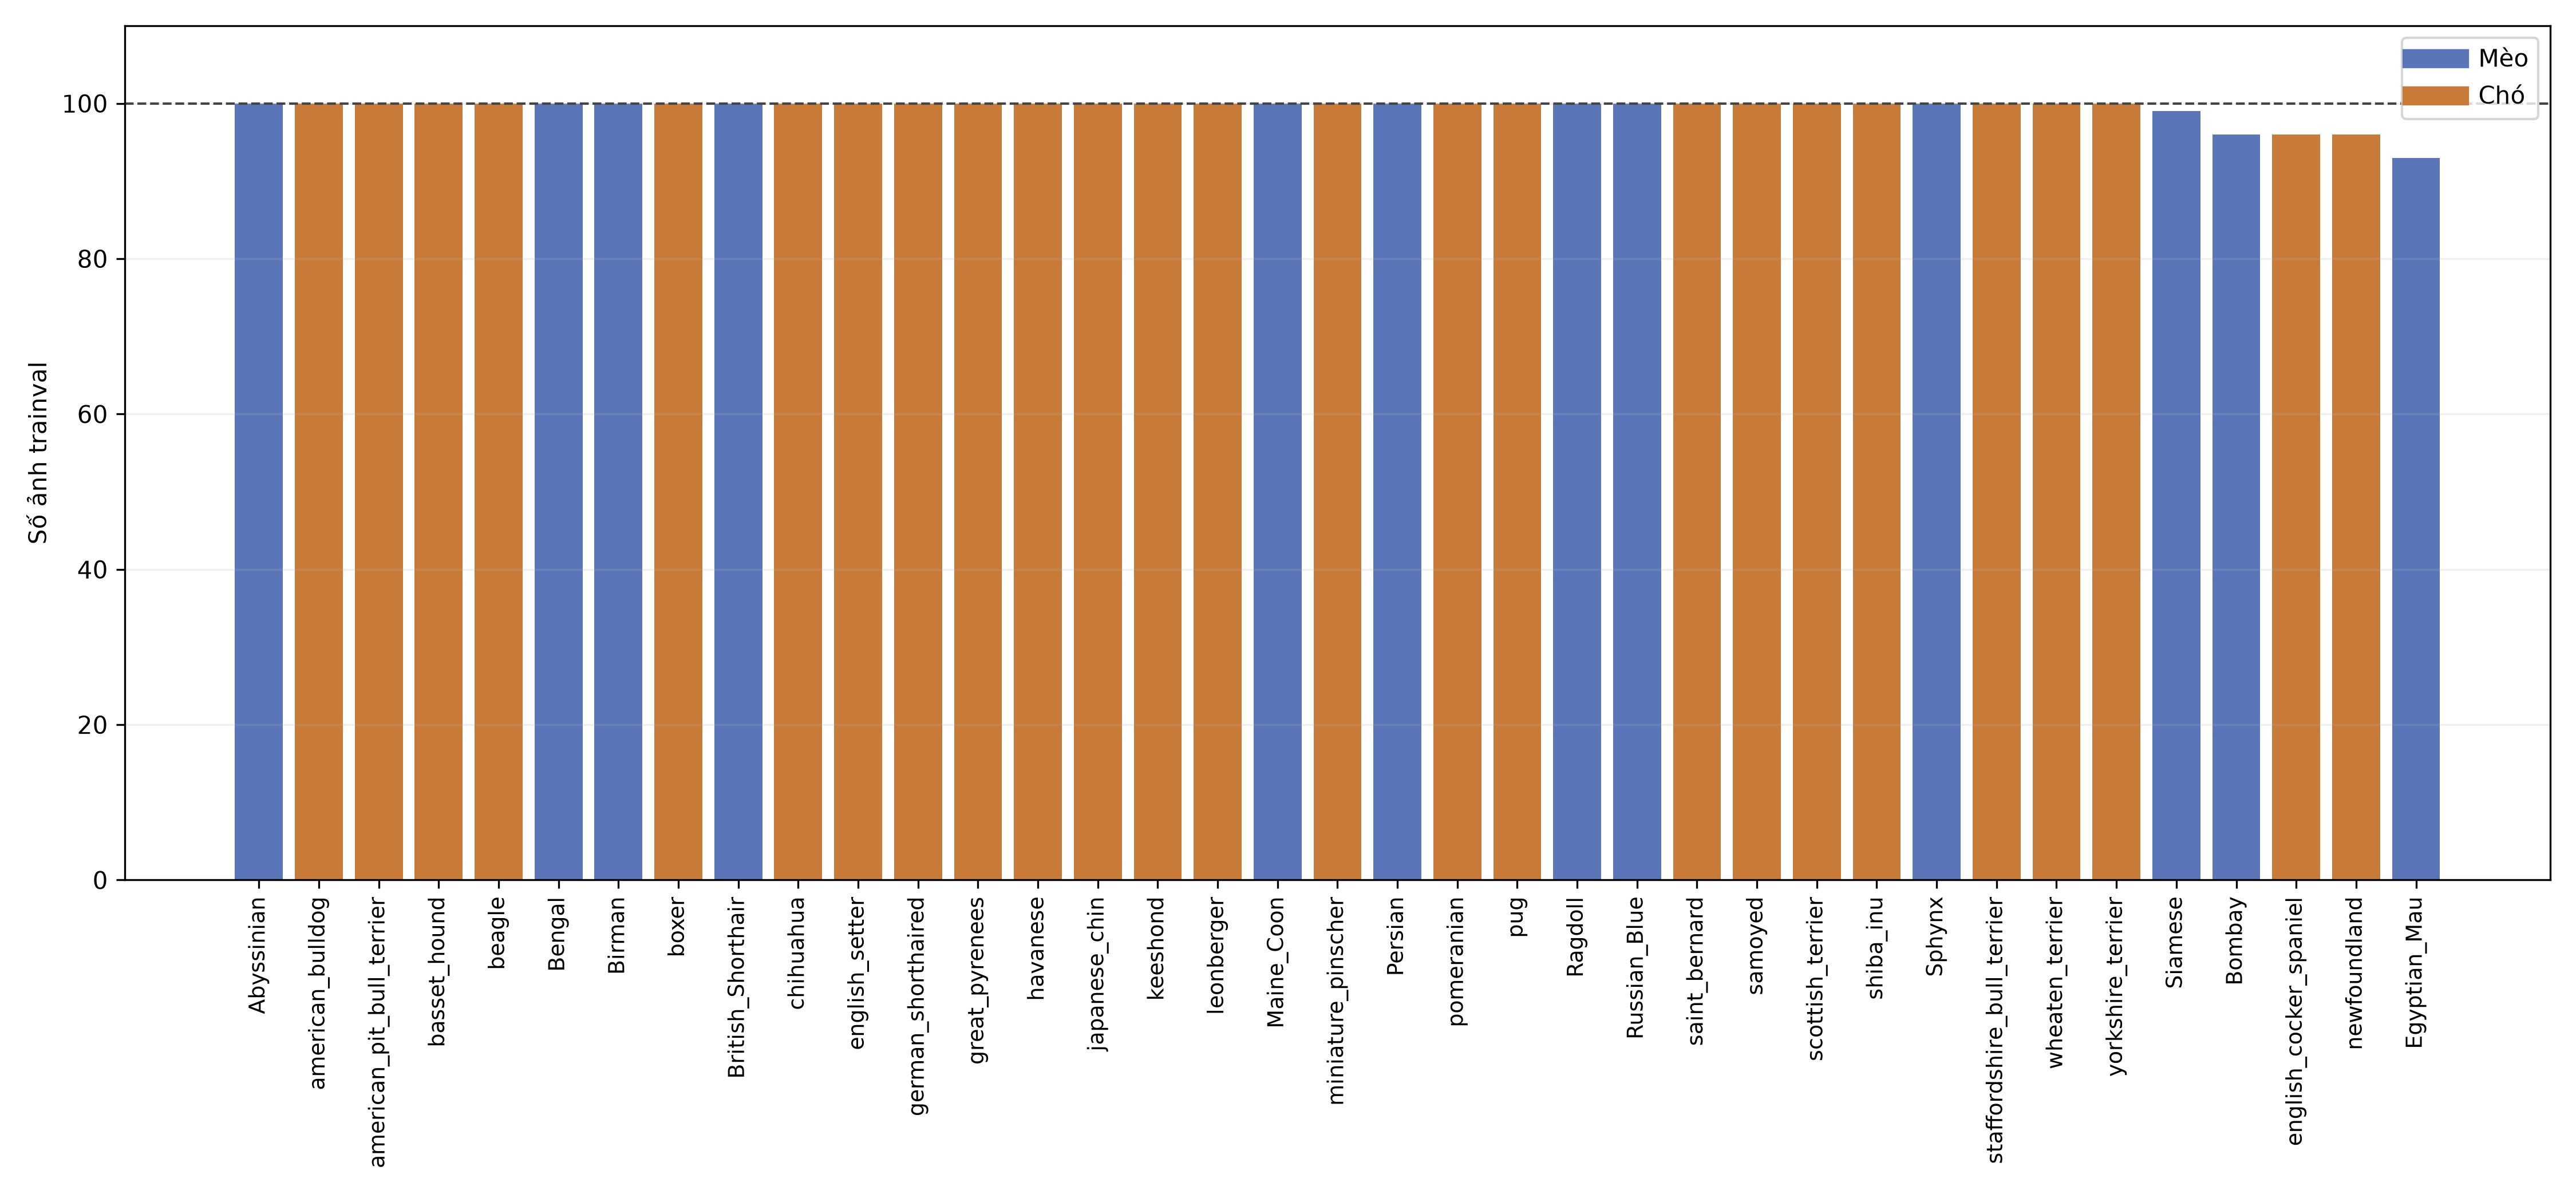 Số ảnh trainval
100
80
60
40
20
0
Mèo
Chó
Abyssinian
american_bulldog
american_pit_bull_terrier
basset_hound
beagle
Bengal
Birman
boxer
British_Shorthair
chihuahua
english_setter
german_shorthaired
great_pyrenees
havanese
japanese_chin
keeshond
leonberger
Maine_Coon
miniature_pinscher
Persian
pomeranian
pug
Ragdoll
Russian_Blue
saint_bernard
samoyed
scottish_terrier
shiba_inu
Sphynx
staffordshire_bull_terrier
wheaten_terrier
yorkshire_terrier
Siamese
Bombay
english_cocker_spaniel
newfoundland
Egyptian_Mau